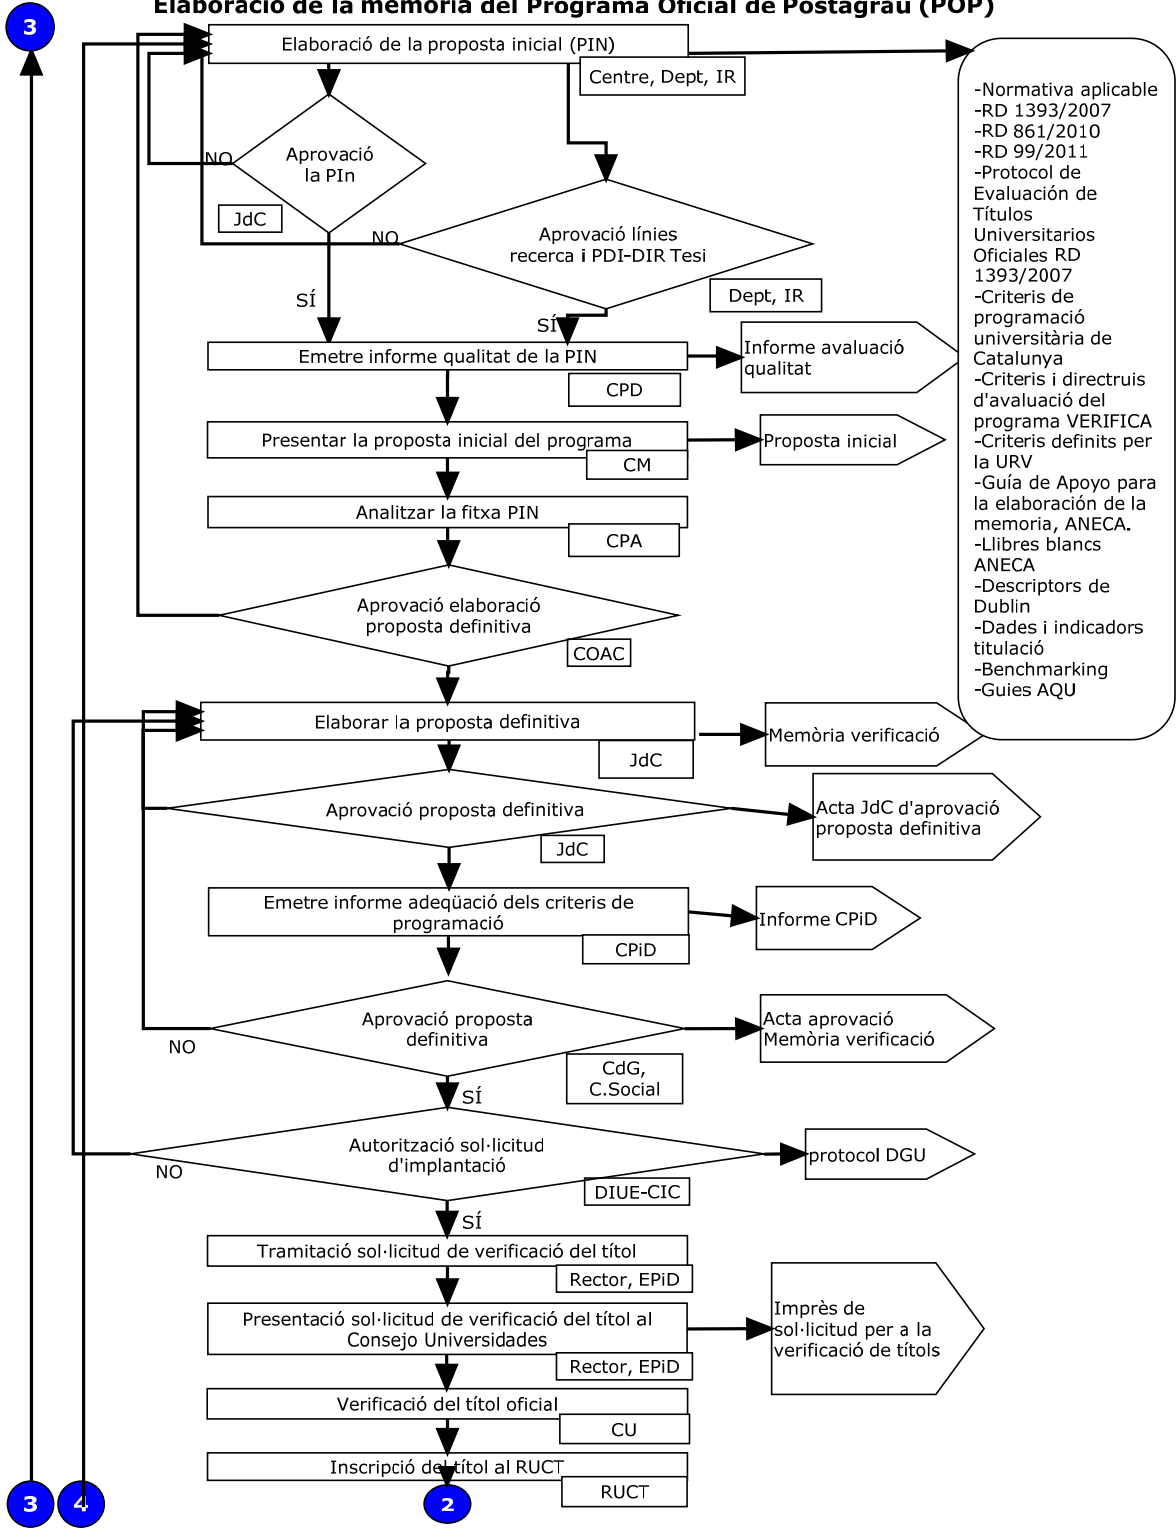 Elaboració de la memòria del Programa Oficial de Postagrau (POP)
3
Elaboració de la proposta inicial (PIN)
Centre, Dept, IR
-Normativa aplicable
-RD 1393/2007
-RD 861/2010
-RD 99/2011
-Protocol de
Evaluación de
Títulos
Universitarios
Oficiales RD
1393/2007
-Criteris de
programació
universitària de
Catalunya
-Criteris i directruis
d'avaluació del
programa VERIFICA
-Criteris definits per
la URV
-Guía de Apoyo para
la elaboración de la
memoria, ANECA.
-Llibres blancs
ANECA
-Descriptors de
Dublin
-Dades i indicadors
titulació
-Benchmarking
-Guies AQU
NO
Aprovació
la PIn
JdC
NO
Aprovació línies
recerca i PDI-DIR Tesi
Dept, IR
SÍ
SÍ
Emetre informe qualitat de la PIN
CPD
Informe avaluació
qualitat
Presentar la proposta inicial del programa
CM
Proposta inicial
Analitzar la fitxa PIN
CPA
Aprovació elaboració
proposta definitiva
COAC
Elaborar la proposta definitiva
JdC
Memòria verificació
Aprovació proposta definitiva
JdC
Acta JdC d'aprovació
proposta definitiva
Emetre informe adeqüació dels criteris de
programació
CPiD
Informe CPiD
Aprovació proposta
definitiva
NO
CdG,
C.Social
Acta aprovació
Memòria verificació
SÍ
Autorització sol·licitud
d'implantació
NO
DIUE-CIC
protocol DGU
SÍ
Tramitació sol·licitud de verificació del títol
Rector, EPiD
Presentació sol·licitud de verificació del títol al
Consejo Universidades
Rector, EPiD
Imprès de
sol·licitud per a la
verificació de títols
Verificació del títol oficial
CU
Inscripció del títol al RUCT
RUCT
3
4
2